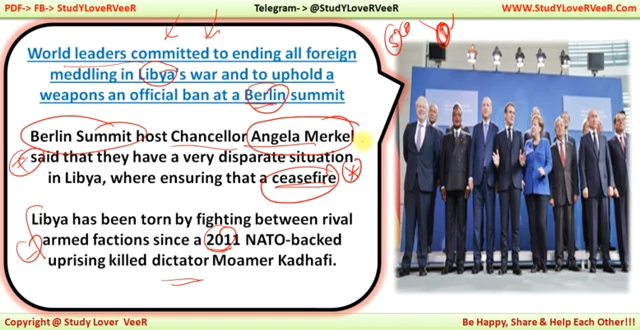 PDF-> FB-> StudYLoveRVeeR
Telegram-> @StudYLoveRVeeR
WWW.StudYLoverVeeR.Com
World leaders committed to ending all foreign
meddling in Libya's war and to uphold a
weapons an official ban at a Berlin summit
Berlin Summit host Chancellor Angela Merkel
said that they have a very disparate situation
in Libya, where ensuring that a ceasefire
Libya has been torn by fighting between rival
armed factions since a 2011 NATO-backed
uprising killed dictator Moamer Kadhafi.
Copyright @ Study Lover VeeR
Be Happy, Share & Help Each Other!!!